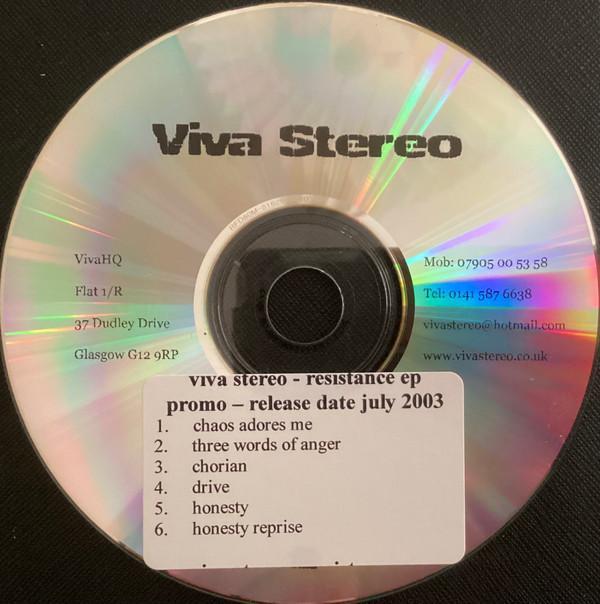 Viva Stereo
VivaHQ
Flat 1/R
37 Dudley Drive
Glasgow G12 9RP
Mob: 07905 00 53 58
Tel: 0141 587 6638
vivastereo@hotmail.com
www.vivastereo.co.uk
viva stereo - resistance ep
promo – release date july 2003
1. chaos adores me
2. three words of anger
3. chorian
4. drive
5. honesty
6. honesty reprise